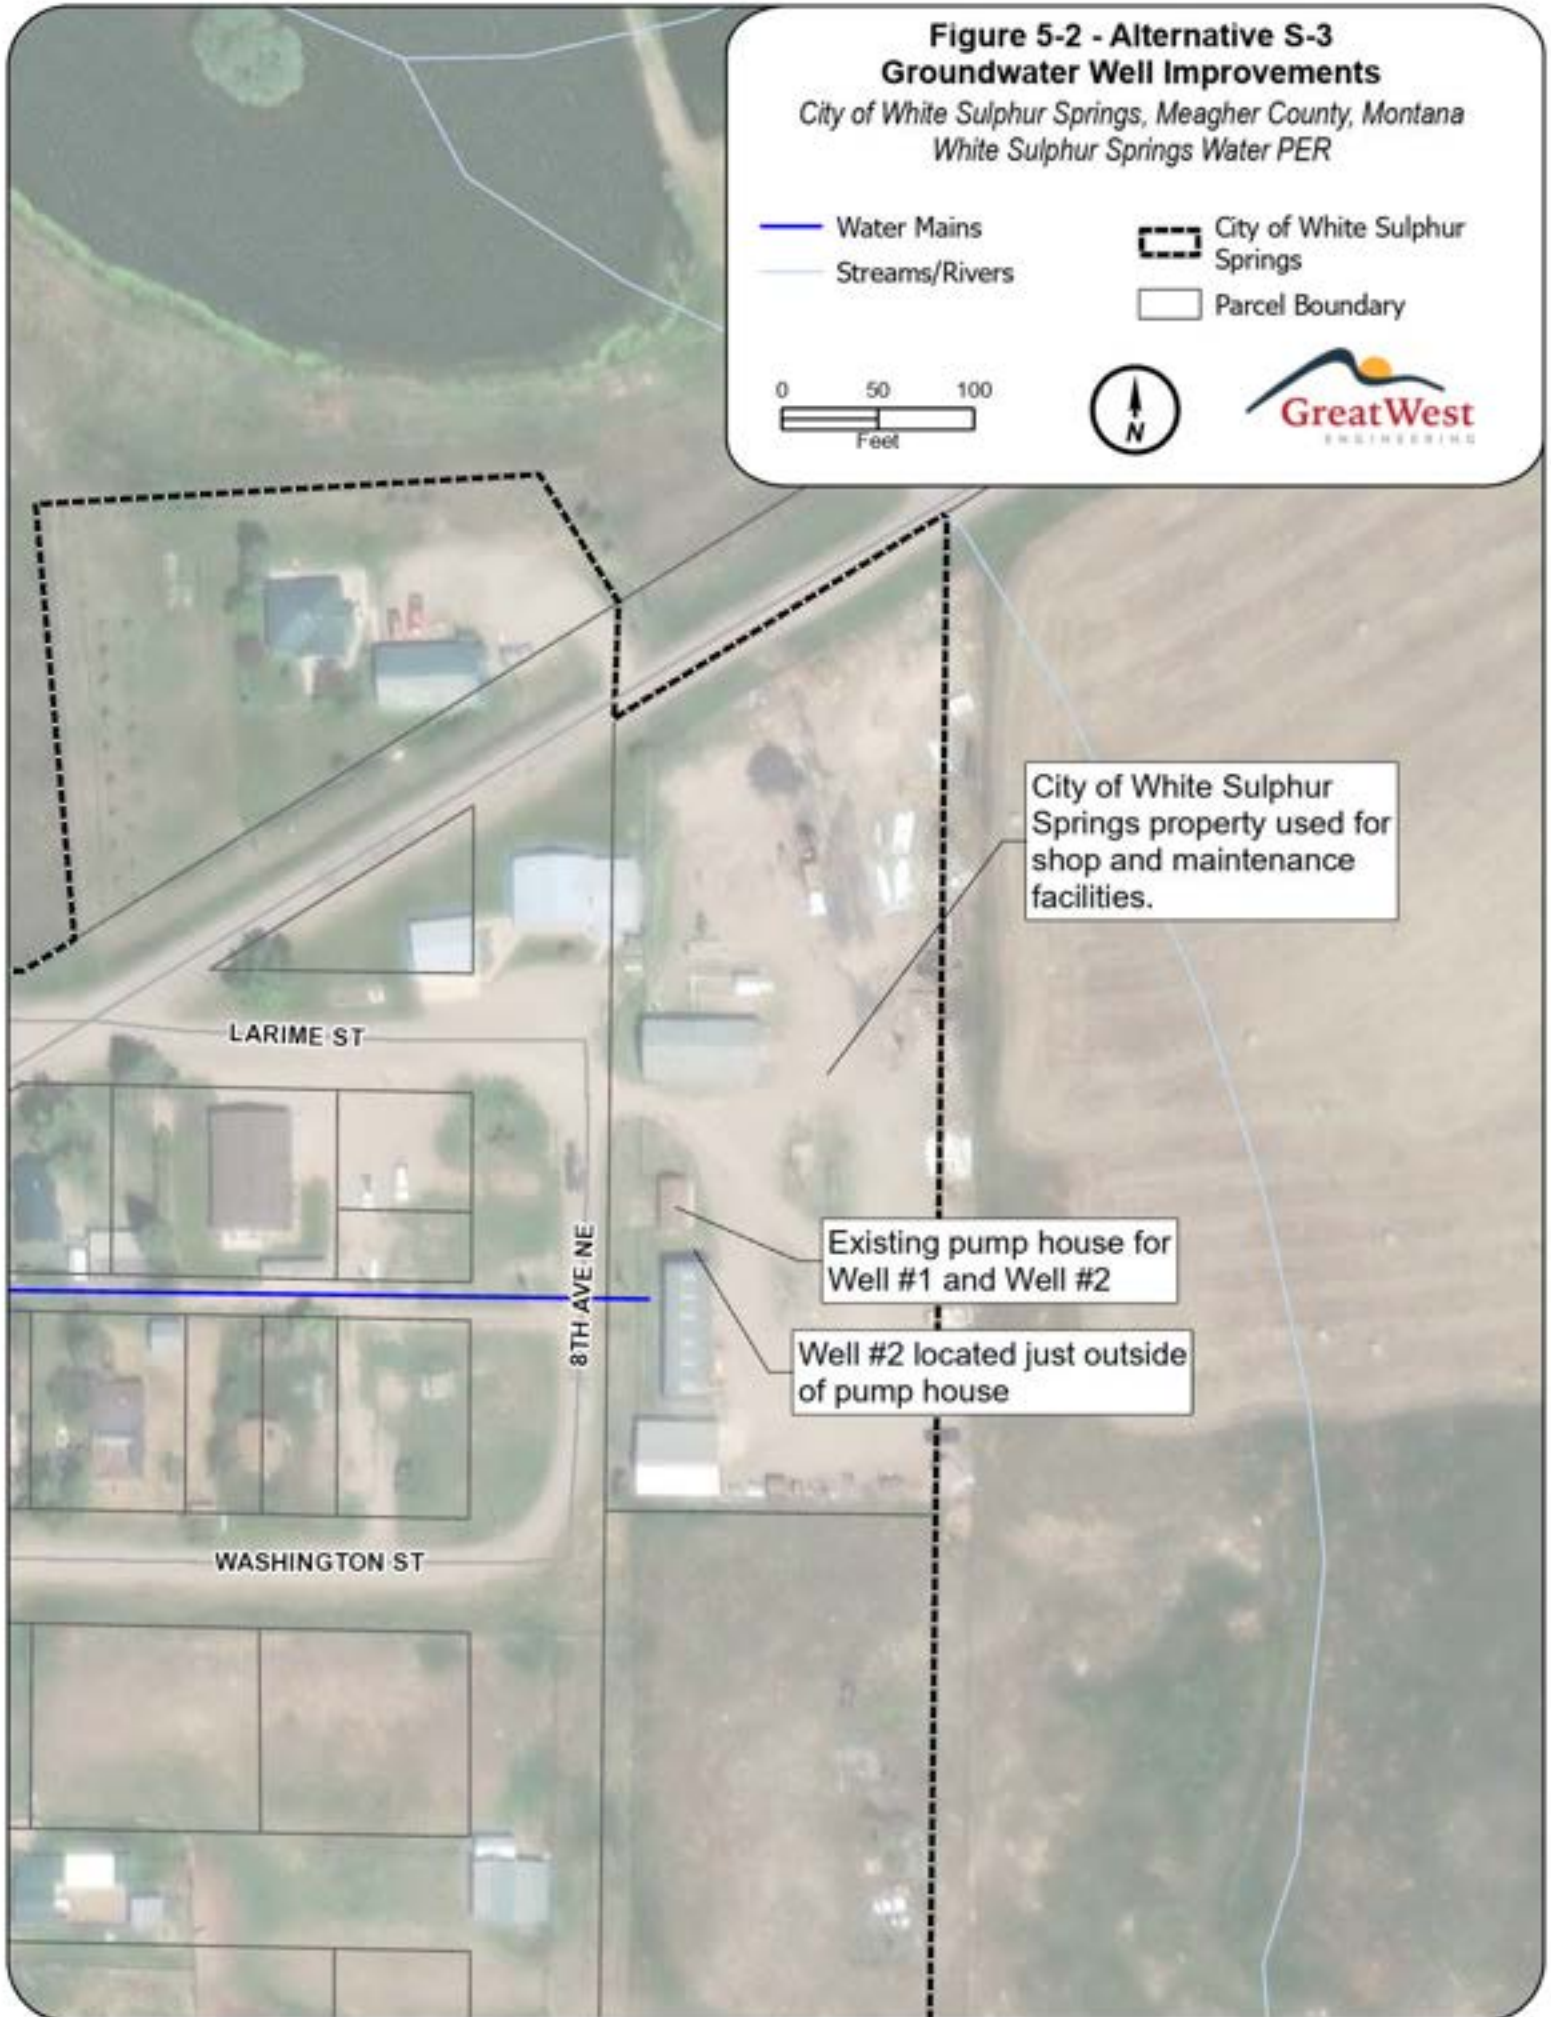 Figure 5-2 - Alternative S-3
Groundwater Well Improvements
City of White Sulphur Springs, Meagher County, Montana
White Sulphur Springs Water PER
Water Mains
Streams/Rivers
City of White Sulphur
Springs
Parcel Boundary
0 50 100
Feet
N
GreatWest
ENGINEERING
City of White Sulphur
Springs property used for
shop and maintenance
facilities.
LARIME ST
8TH AVE NE
Existing pump house for
Well #1 and Well #2
Well #2 located just outside
of pump house
WASHINGTON ST